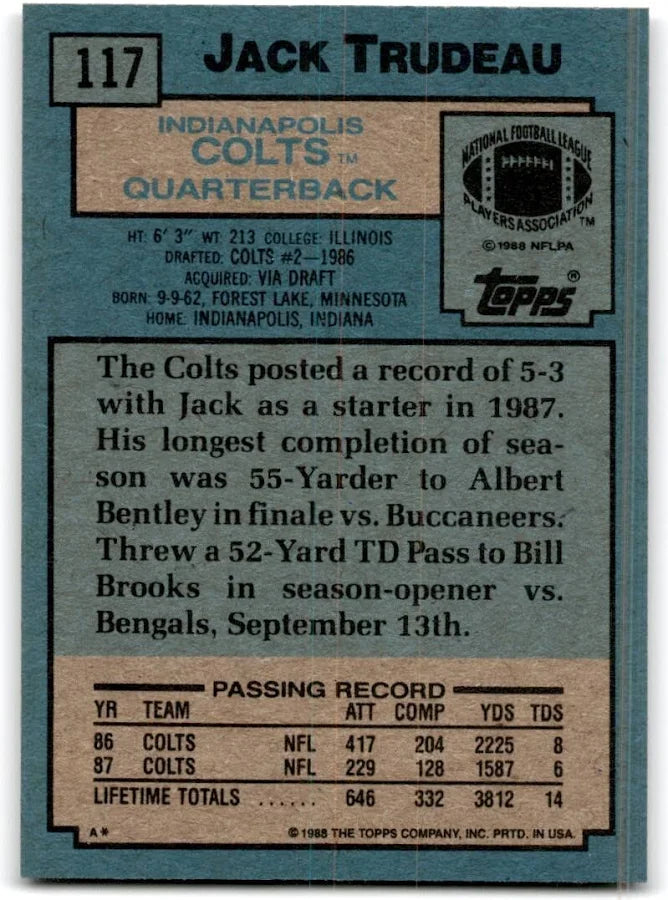 117
JACK TRUDEAU
INDIANAPOLIS
COLTS TM
QUARTERBACK
NATIONAL FOOTBALL LEAGUE
PLAYERS ASSOCIATION TM
© 1988 NFLPA
topps®
HT: 6' 3" WT: 213 COLLEGE: ILLINOIS
DRAFTED: COLTS #2–1986
ACQUIRED: VIA DRAFT
BORN: 9-9-62, FOREST LAKE, MINNESOTA
HOME: INDIANAPOLIS, INDIANA
The Colts posted a record of 5-3
with Jack as a starter in 1987.
His longest completion of sea-
son was 55-Yarder to Albert
Bentley in finale vs. Buccaneers.
Threw a 52-Yard TD Pass to Bill
Brooks in season-opener vs.
Bengals, September 13th.
PASSING RECORD
YR TEAM ATT COMP YDS TDS
86 COLTS NFL 417 204 2225 8
87 COLTS NFL 229 128 1587 6
LIFETIME TOTALS ...... 646 332 3812 14
A* © 1988 THE TOPPS COMPANY, INC. PRTD. IN USA.